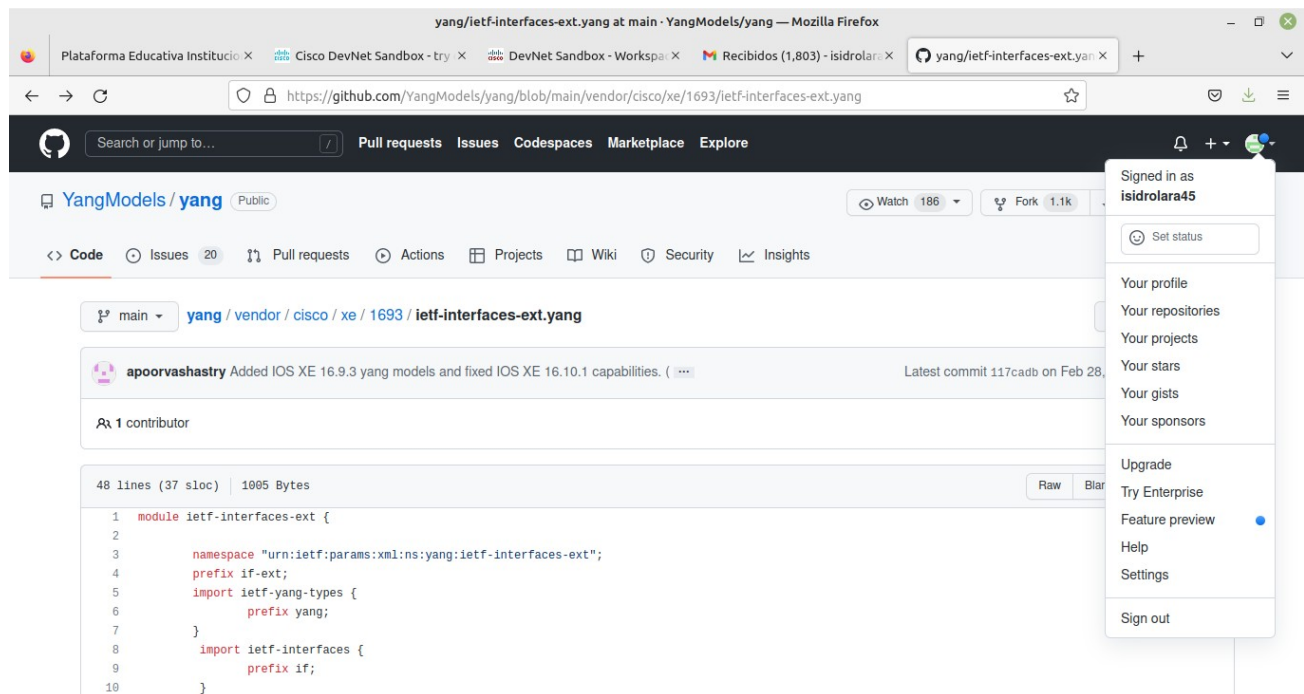 yang/ietf-interfaces-ext.yang at main · YangModels/yang — Mozilla Firefox
Plataforma Educativa Institucio
Cisco DevNet Sandbox - try
DevNet Sandbox - Workspac
Recibidos (1,803) - isidrolara
yang/ietf-interfaces-ext.yan
https://github.com/YangModels/yang/blob/main/vendor/cisco/xe/1693/ietf-interfaces-ext.yang
Search or jump to... /
Pull requests Issues Codespaces Marketplace Explore
Signed in as
isidrolara45
YangModels / yang Public
Watch 186
Fork 1.1k
Set status
<> Code Issues 20 Pull requests Actions Projects Wiki Security Insights
Your profile
Your repositories
Your projects
Your stars
Your gists
Your sponsors
Upgrade
Try Enterprise
Feature preview
Help
Settings
Sign out
main
yang / vendor / cisco / xe / 1693 / ietf-interfaces-ext.yang
apoorvashastry Added IOS XE 16.9.3 yang models and fixed IOS XE 16.10.1 capabilities. ( ...
Latest commit 117cadb on Feb 28,
1 contributor
48 lines (37 sloc) 1005 Bytes
Raw
1 module ietf-interfaces-ext {
2
3 namespace "urn:ietf:params:xml:ns:yang:ietf-interfaces-ext";
4 prefix if-ext;
5 import ietf-yang-types {
6 prefix yang;
7 }
8 import ietf-interfaces {
9 prefix if;
10 }